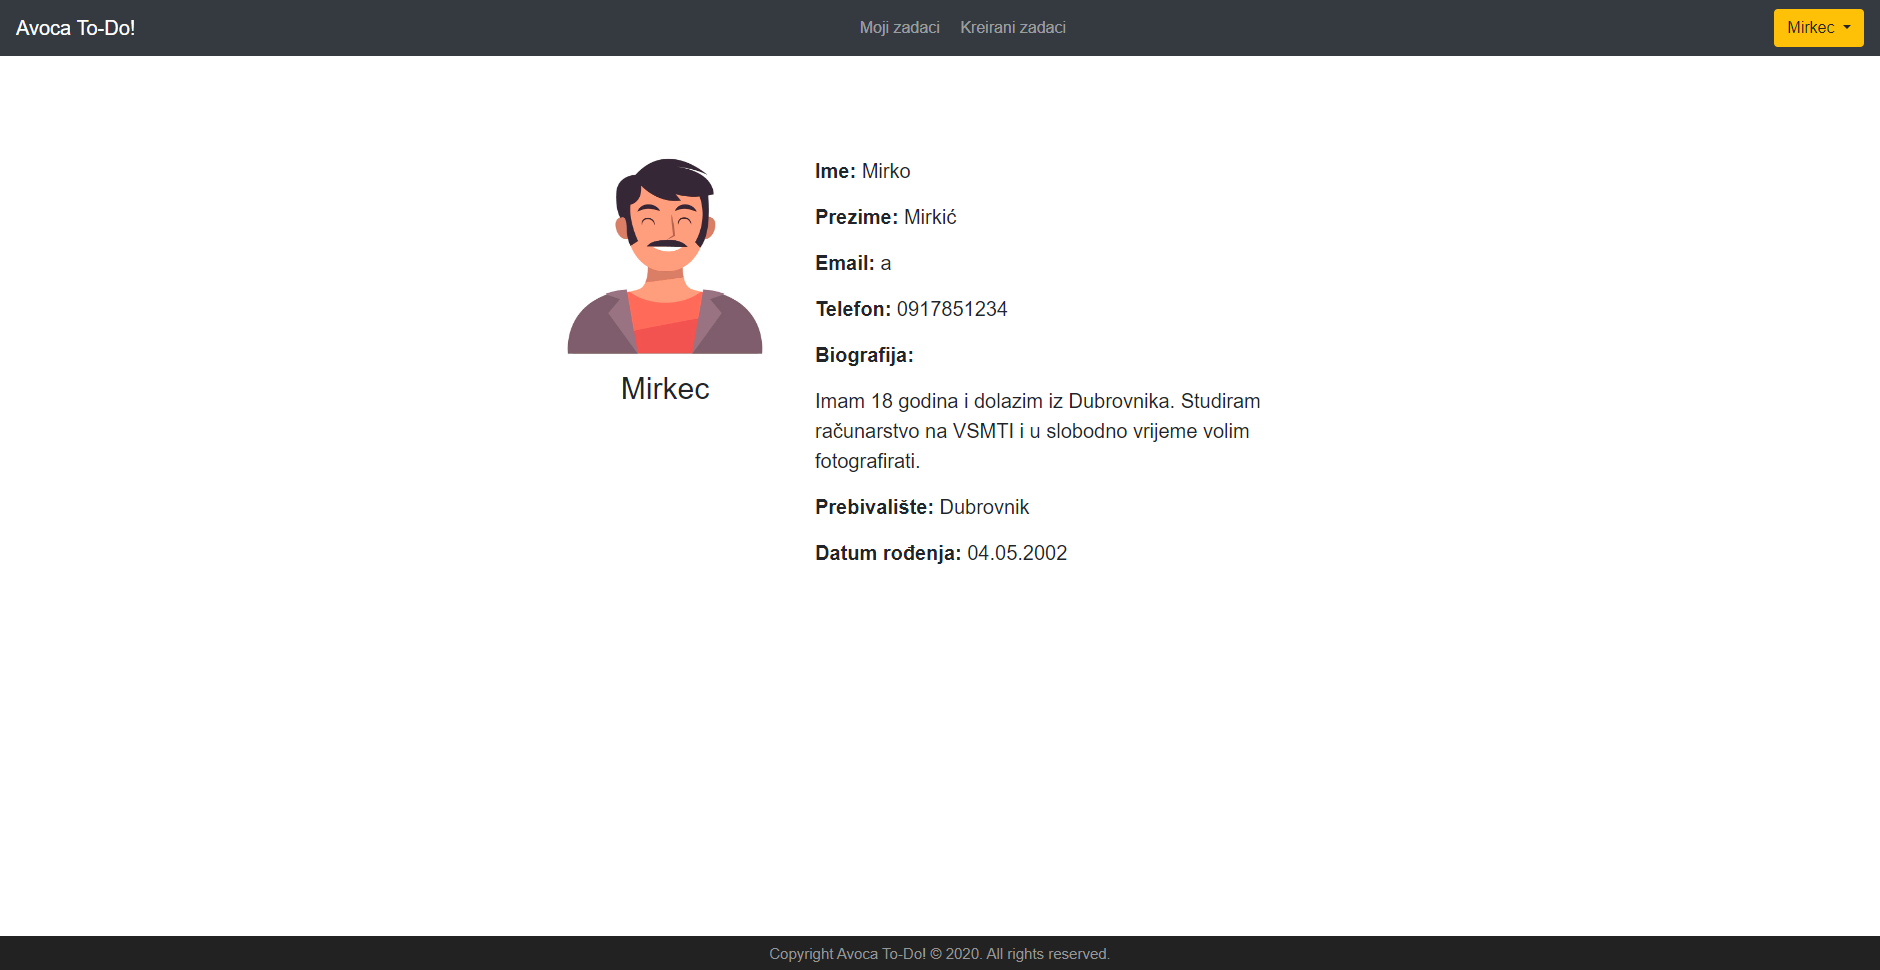 Avoca To-Do!
Moji zadaci
Kreirani zadaci
Mirkec
Mirkec
Ime: Mirko
Prezime: Mirkić
Email: a
Telefon: 0917851234
Biografija:
Imam 18 godina i dolazim iz Dubrovnika. Studiram
računarstvo na VSMTI i u slobodno vrijeme volim
fotografirati.
Prebivalište: Dubrovnik
Datum rođenja: 04.05.2002
Copyright Avoca To-Do! © 2020. All rights reserved.